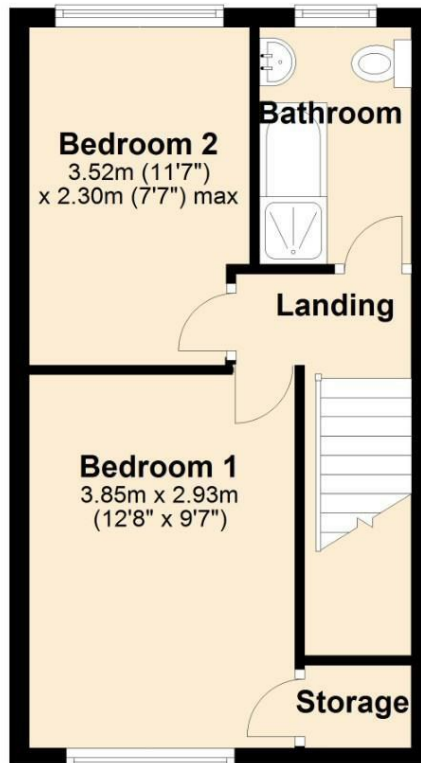 Bedroom 2
3.52m (11'7")
x 2.30m (7'7") max
Bathroom
Landing
Bedroom 1
3.85m x 2.93m
(12'8" x 9'7")
Storage